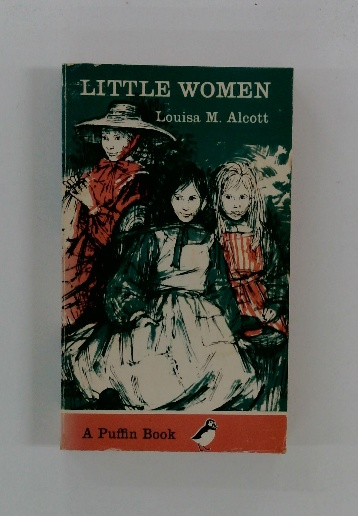 LITTLE WOMEN
Louisa M. Alcott
A Puffin Book